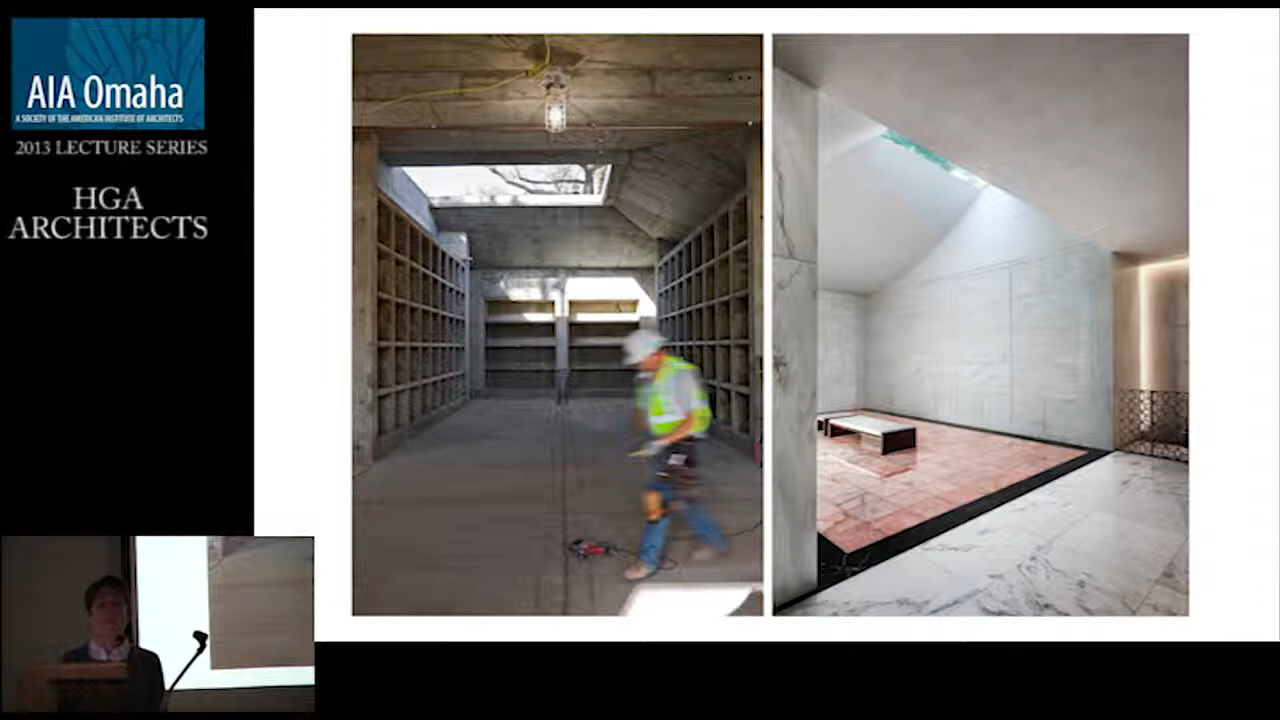 AIA Omaha
A SOCIETY OF THE AMERICAN INSTITUTE OF ARCHITECTS
2013 LECTURE SERIES
HGA
ARCHITECTS